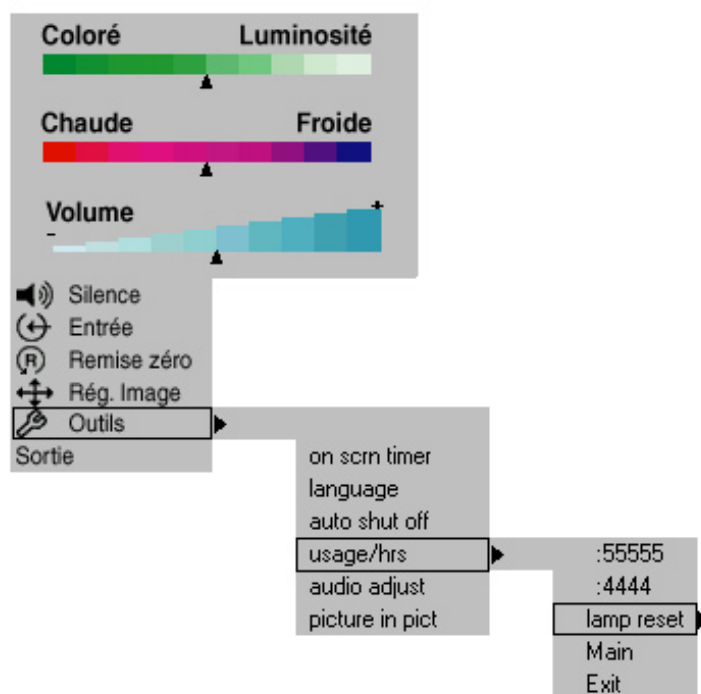 Coloré Luminosité
Chaude Froide
Volume
- +
Silence
Entrée
R Remise zéro
Rég. Image
Outils
Sortie
on scrn timer
language
auto shut off
usage/hrs
audio adjust
picture in pict
:55555
:4444
lamp reset
Main
Exit